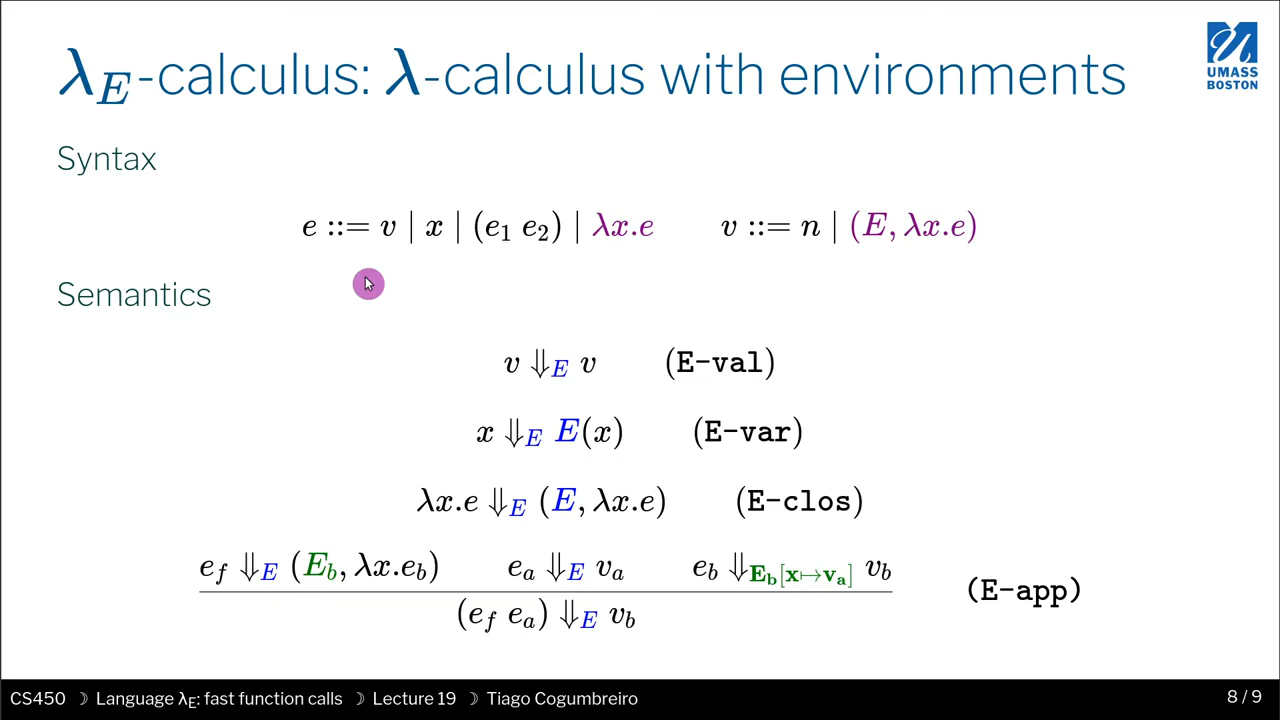 λE-calculus: λ-calculus with environments
UMASS
BOSTON
Syntax
e ::= v | x | (e₁ e₂) | λx.e v ::= n | (E, λx.e)
Semantics
v ⇓E v (E-val)
x ⇓E E(x) (E-var)
λx.e ⇓E (E, λx.e) (E-clos)
ef ⇓E (Eb, λx.eb) ea ⇓E va eb ⇓Eb[x↦va] vb
(E-app)
(ef ea) ⇓E vb
CS450 ☽ Language λE: fast function calls ☽ Lecture 19 ☽ Tiago Cogumbreiro 8 / 9